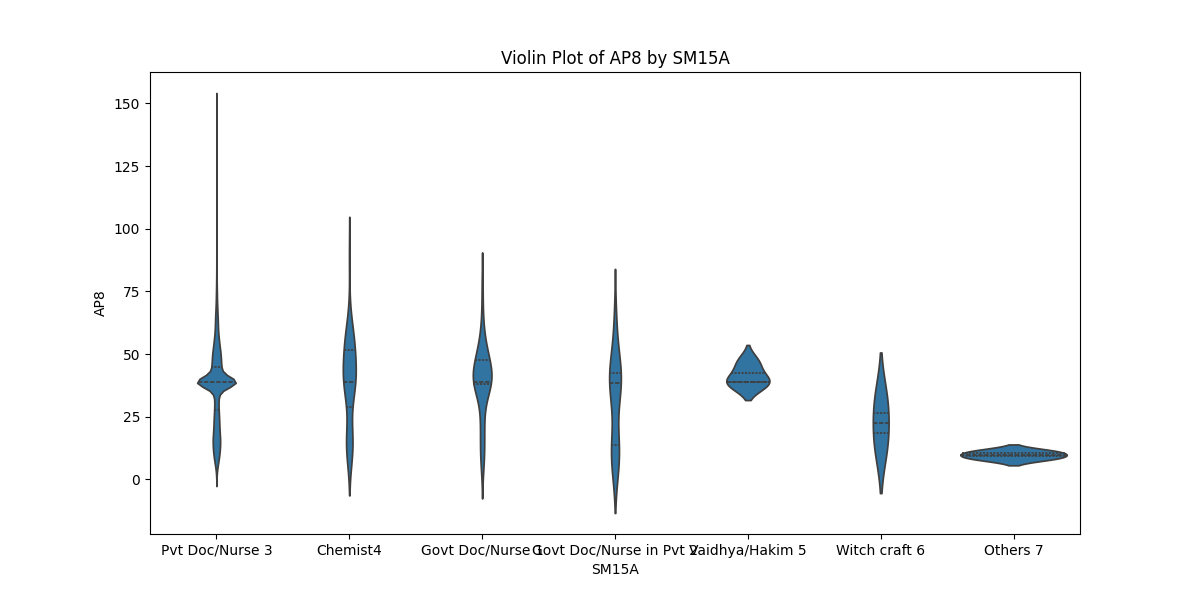 Violin Plot of AP8 by SM15A
150
125
100
75
50
25
0
AP8
Pvt Doc/Nurse 3
Chemist4
Govt Doc/Nurse 1
Govt Doc/Nurse in Pvt 2
Vaidhya/Hakim 5
Witch craft 6
Others 7
SM15A